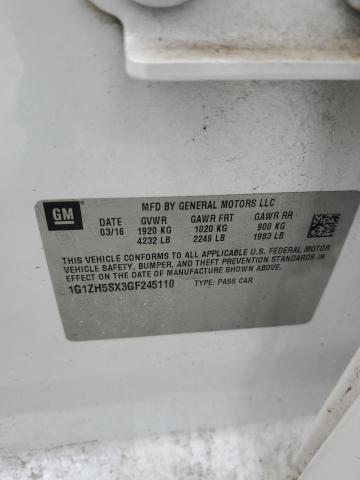 GM
MFD BY GENERAL MOTORS LLC
DATE GVWR GAWR FRT GAWR RR
03/16 1920 KG 1020 KG 900 KG
4232 LB 2249 LB 1983 LB
THIS VEHICLE CONFORMS TO ALL APPLICABLE U.S. FEDERAL MOTOR
VEHICLE SAFETY, BUMPER, AND THEFT PREVENTION STANDARDS IN
EFFECT ON THE DATE OF MANUFACTURE SHOWN ABOVE.
1G1ZH5SX3GF245110 TYPE: PASS CAR